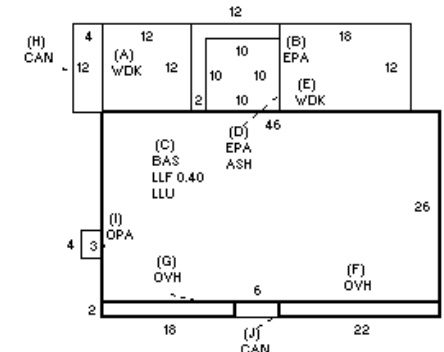 12
(H)
CAN
4
12
12
(A)
WDK
12
10
10
10
10
2
(B)
EPA
18
12
(E)
WDK
46
(D)
EPA
ASH
(C)
BAS
LLF 0.40
LLU
26
(I)
OPA
4
3
(G)
OVH
6
(F)
OVH
2
18
(J)
CAN
22